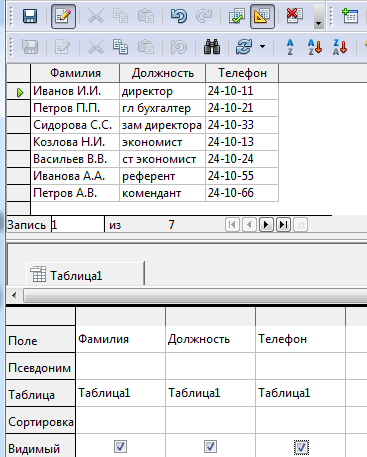 Фамилия Должность Телефон
Иванов И.И. директор 24-10-11
Петров П.П. гл бухгалтер 24-10-21
Сидорова С.С. зам директора 24-10-33
Козлова Н.И. экономист 24-10-13
Васильев В.В. ст экономист 24-10-24
Иванова А.А. референт 24-10-55
Петров А.В. комендант 24-10-66
Запись 1 из 7
Таблица1
Поле Фамилия Должность Телефон
Псевдоним
Таблица Таблица1 Таблица1 Таблица1
Сортировка
Видимый